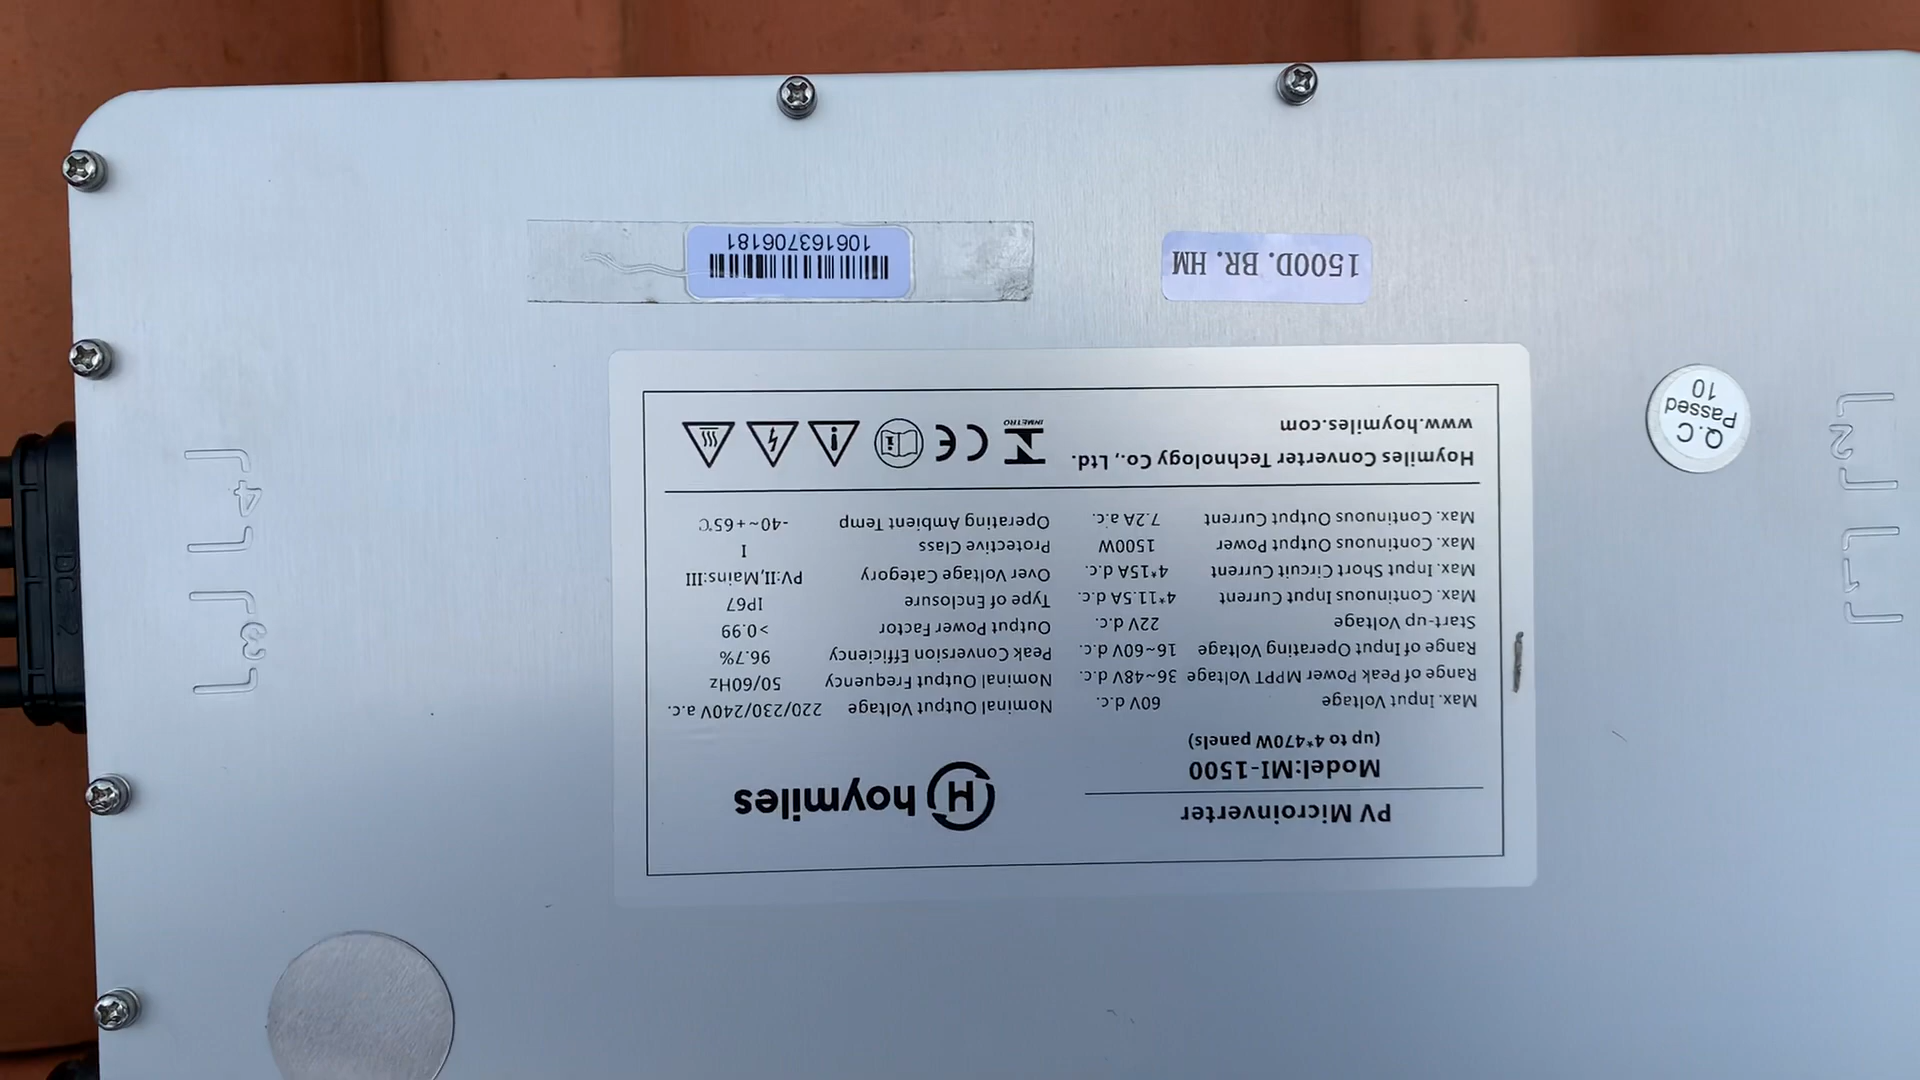 PV Microinverter
Model:MI-1500
(up to 4*470W panels)
H hoymiles
Max. Input Voltage 60V d.c.
Range of Peak Power MPPT Voltage 36~48V d.c.
Range of Input Operating Voltage 16~60V d.c.
Start-up Voltage 22V d.c.
Max. Continuous Input Current 4*11.5A d.c.
Max. Input Short Circuit Current 4*15A d.c.
Max. Continuous Output Power 1500W
Max. Continuous Output Current 7.2A a.c.
Nominal Output Voltage 220/230/240V a.c.
Nominal Output Frequency 50/60Hz
Peak Conversion Efficiency 96.7%
Output Power Factor >0.99
Type of Enclosure IP67
Over Voltage Category PV:II,Mains:III
Protective Class I
Operating Ambient Temp -40~+65℃
Hoymiles Converter Technology Co., Ltd.
www.hoymiles.com
INMETRO
CE
1500D. BR. HM
106163706181
Q.C
Passed
10
1
2
3
4
DC-2